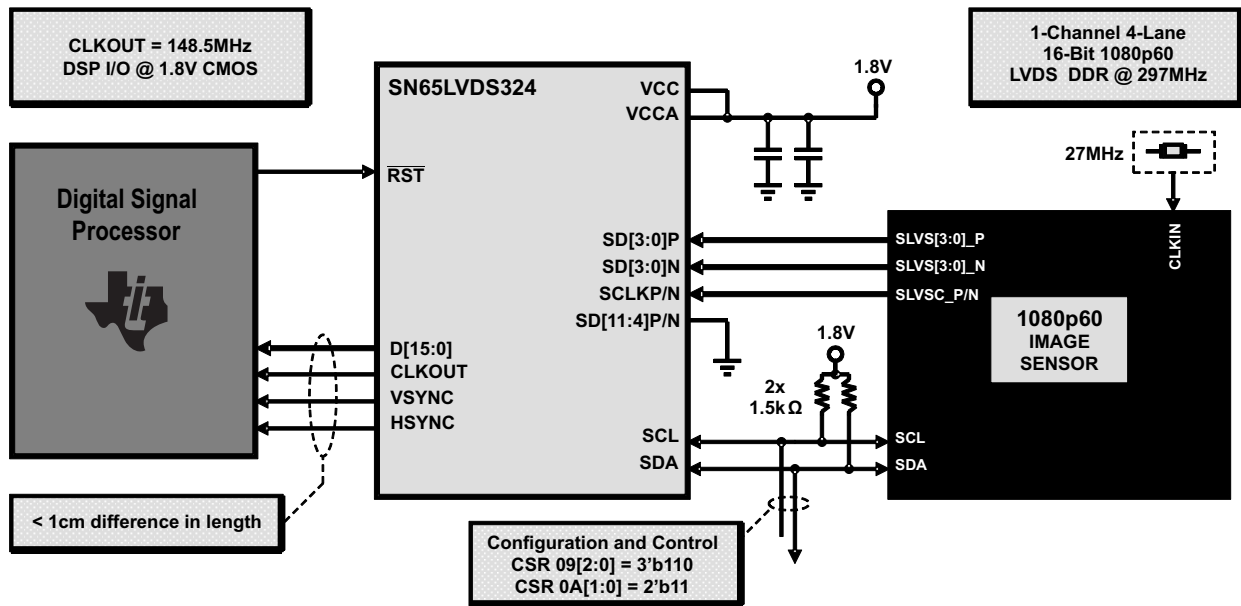 CLKOUT = 148.5MHz
DSP I/O @ 1.8V CMOS
1-Channel 4-Lane
16-Bit 1080p60
LVDS DDR @ 297MHz
SN65LVDS324
VCC
VCCA
1.8V
27MHz
RST
Digital Signal
Processor
ti
SD[3:0]P
SD[3:0]N
SCLKP/N
SD[11:4]P/N
SLVS[3:0]_P
SLVS[3:0]_N
SLVSC_P/N
CLKIN
1080p60
IMAGE
SENSOR
1.8V
2x
1.5kΩ
D[15:0]
CLKOUT
VSYNC
HSYNC
SCL
SDA
SCL
SDA
< 1cm difference in length
Configuration and Control
CSR 09[2:0] = 3’b110
CSR 0A[1:0] = 2’b11